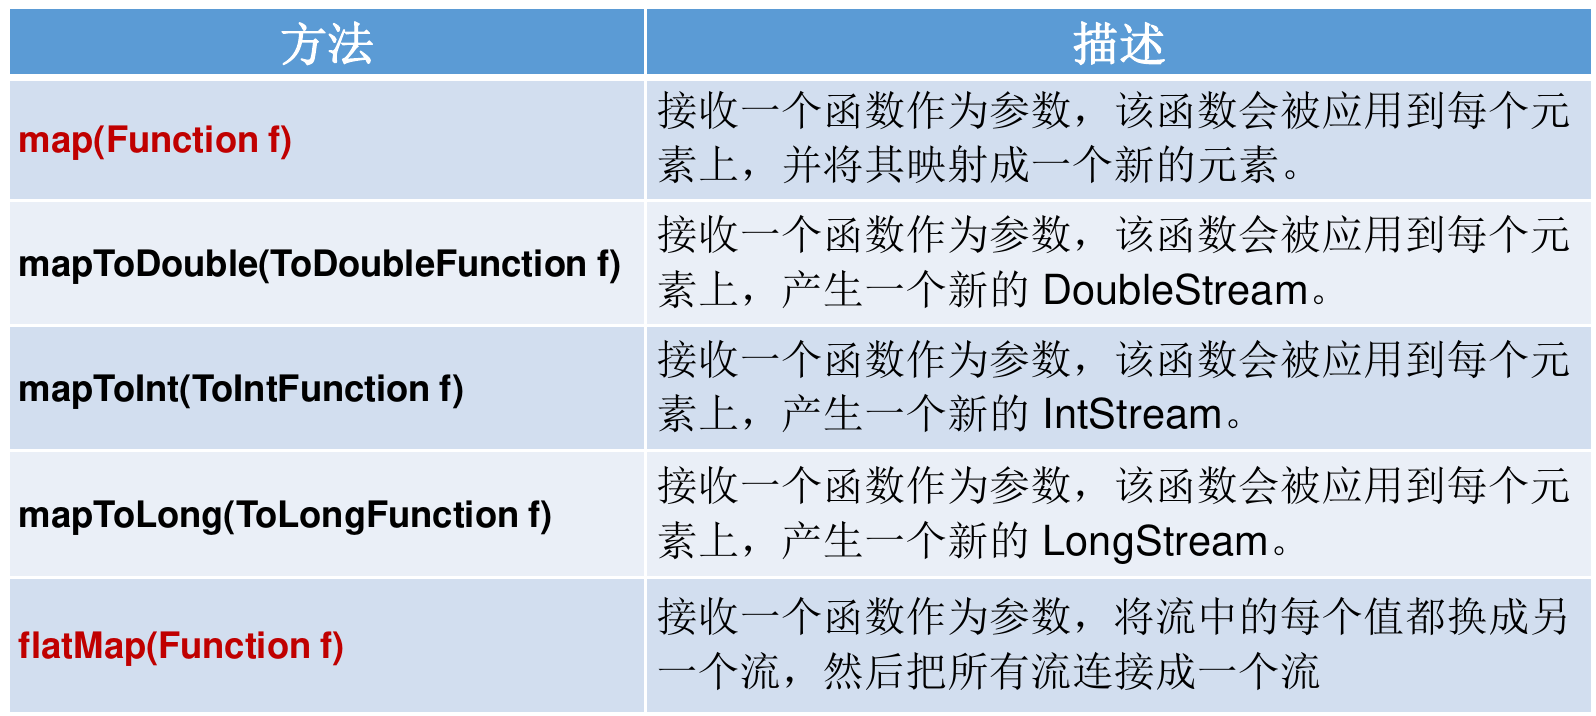 方法
描述
map(Function f)
接收一个函数作为参数，该函数会被应用到每个元
素上，并将其映射成一个新的元素。
mapToDouble(ToDoubleFunction f)
接收一个函数作为参数，该函数会被应用到每个元
素上，产生一个新的 DoubleStream。
mapToInt(ToIntFunction f)
接收一个函数作为参数，该函数会被应用到每个元
素上，产生一个新的 IntStream。
mapToLong(ToLongFunction f)
接收一个函数作为参数，该函数会被应用到每个元
素上，产生一个新的 LongStream。
flatMap(Function f)
接收一个函数作为参数，将流中的每个值都换成另
一个流，然后把所有流连接成一个流